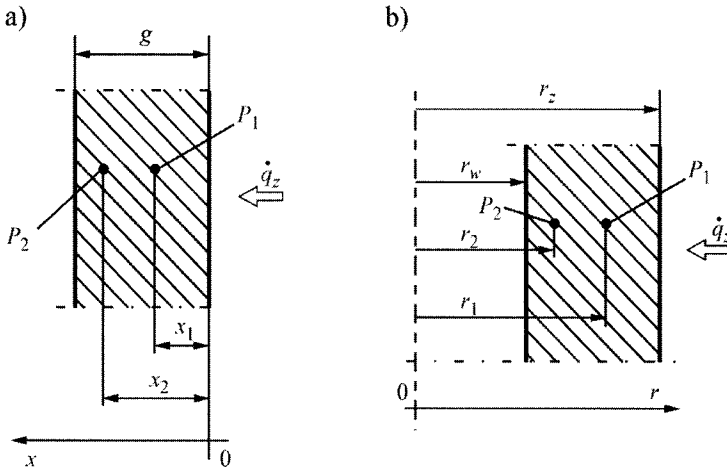 a)
g
P₁
q̇z
P₂
x₁
x₂
x
0
b)
rz
rw
P₁
P₂
q̇z
r₂
r₁
0
r